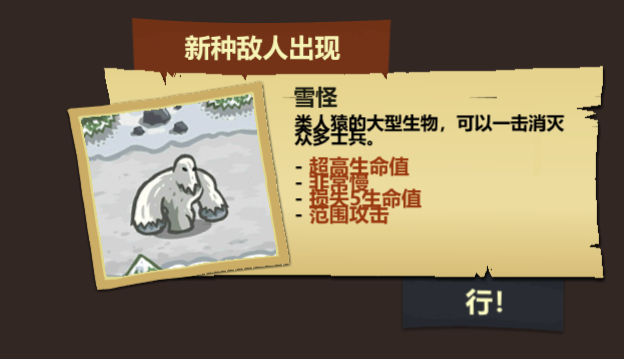 新种敌人出现
雪怪
类人猿的大型生物，可以一击消灭
众多士兵。
- 超高生命值
- 非常慢
- 损失5生命值
- 范围攻击
行！